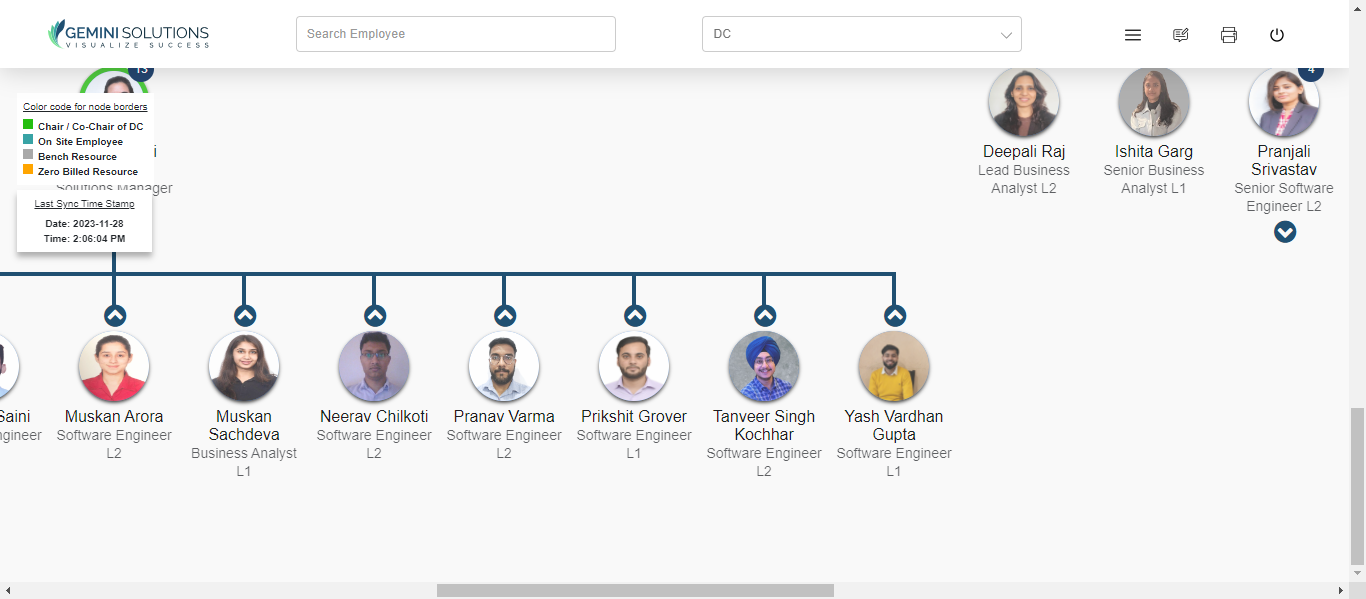 GEMINI SOLUTIONS
VISUALIZE SUCCESS
Search Employee
DC
13
4
Color code for node borders
Chair / Co-Chair of DC
On Site Employee
Bench Resource
Zero Billed Resource
i
Solutions Manager
Last Sync Time Stamp
Date: 2023-11-28
Time: 2:06:04 PM
Deepali Raj
Lead Business
Analyst L2
Ishita Garg
Senior Business
Analyst L1
Pranjali
Srivastav
Senior Software
Engineer L2
Saini
gineer
Muskan Arora
Software Engineer
L2
Muskan
Sachdeva
Business Analyst
L1
Neerav Chilkoti
Software Engineer
L2
Pranav Varma
Software Engineer
L2
Prikshit Grover
Software Engineer
L1
Tanveer Singh
Kochhar
Software Engineer
L2
Yash Vardhan
Gupta
Software Engineer
L1